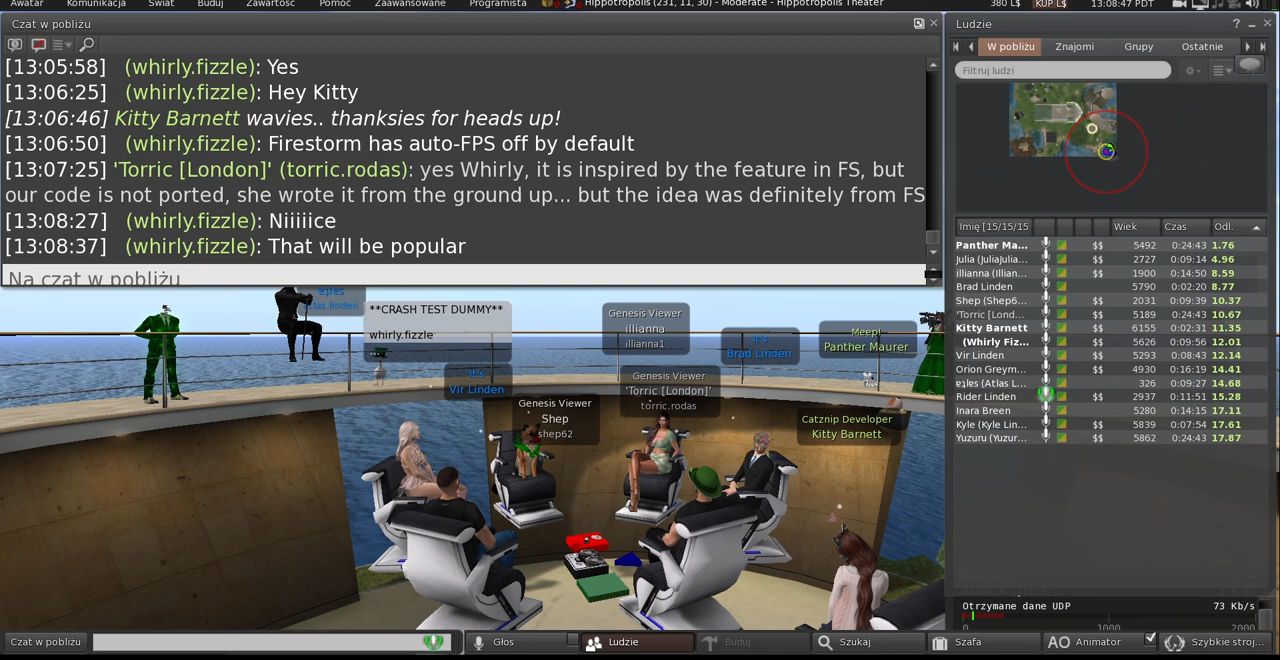 Awatar Komunikacja Świat Buduj Zawartość Pomoc Zaawansowane Programista Hippotropolis (231, 11, 30) - Moderate - Hippotropolis Theater 380 L$ KUP L$ 13:08:47 PDT
Czat w pobliżu
[13:05:58] (whirly.fizzle): Yes
[13:06:25] (whirly.fizzle): Hey Kitty
[13:06:46] Kitty Barnett wavies.. thanksies for heads up!
[13:06:50] (whirly.fizzle): Firestorm has auto-FPS off by default
[13:07:25] 'Torric [London]' (torric.rodas): yes Whirly, it is inspired by the feature in FS, but
our code is not ported, she wrote it from the ground up... but the idea was definitely from FS
[13:08:27] (whirly.fizzle): Niiiiice
[13:08:37] (whirly.fizzle): That will be popular
Na czat w pobliżu
**CRASH TEST DUMMY**
whirly.fizzle
Genesis Viewer
illianna
illianna1
it's
Brad Linden
Meep!
Panther Maurer
it's
Vir Linden
Genesis Viewer
Shep
shep62
Genesis Viewer
'Torric [London]'
torric.rodas
Catznip Developer
Kitty Barnett
Ludzie
W pobliżu Znajomi Grupy Ostatnie
Filtruj ludzi
Imię [15/15/15 Wiek Czas Odl.
Panther Ma... $$ 5492 0:24:43 1.76
Julia (JuliaJulia... $$ 2727 0:09:14 4.96
illianna (Illian... $$ 1900 0:14:50 8.59
Brad Linden 5790 0:02:20 8.77
Shep (Shep6... $$ 2031 0:09:39 10.37
'Torric [Lond... $$ 5189 0:24:43 10.67
Kitty Barnett $$ 6155 0:02:31 11.35
(Whirly Fiz... $$ 5626 0:09:56 12.01
Vir Linden $$ 5293 0:08:43 12.14
Orion Greym... $$ 4930 0:16:19 14.41
(Atlas L... 326 0:09:27 14.68
Rider Linden $$ 2937 0:11:51 15.28
Inara Breen 5280 0:14:15 17.11
Kyle (Kyle Lin... $$ 5839 0:07:54 17.61
Yuzuru (Yuzur... $$ 5862 0:24:43 17.87
Otrzymane dane UDP 73 Kb/s
0 1000 2000
Czat w pobliżu Głos Ludzie Buduj Szukaj Szafa AO Animator Szybkie stroj...